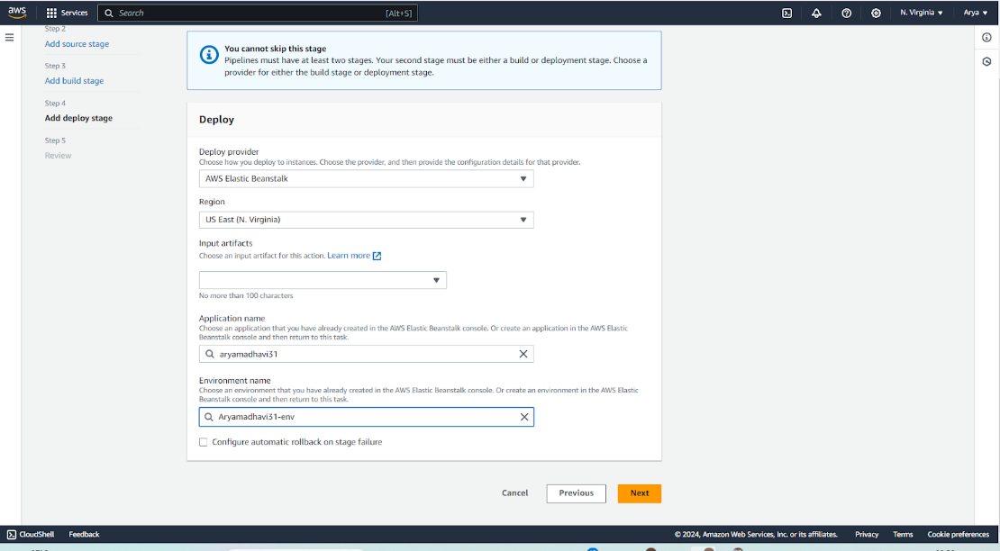 aws
Services
Search
[Alt+S]
N. Virginia
Arya
Step 2
Add source stage
Step 3
Add build stage
Step 4
Add deploy stage
Step 5
Review
You cannot skip this stage
Pipelines must have at least two stages. Your second stage must be either a build or deployment stage. Choose a
provider for either the build stage or deployment stage.
Deploy
Deploy provider
Choose how you deploy to instances. Choose the provider, and then provide the configuration details for that provider.
AWS Elastic Beanstalk
Region
US East (N. Virginia)
Input artifacts
Choose an input artifact for this action. Learn more
No more than 100 characters
Application name
Choose an application that you have already created in the AWS Elastic Beanstalk console. Or create an application in the AWS Elastic
Beanstalk console and then return to this task.
aryamadhavi31
Environment name
Choose an environment that you have already created in the AWS Elastic Beanstalk console. Or create an environment in the AWS Elastic
Beanstalk console and then return to this task.
Aryamadhavi31-env
Configure automatic rollback on stage failure
Cancel
Previous
Next
CloudShell
Feedback
© 2024, Amazon Web Services, Inc. or its affiliates.
Privacy
Terms
Cookie preferences